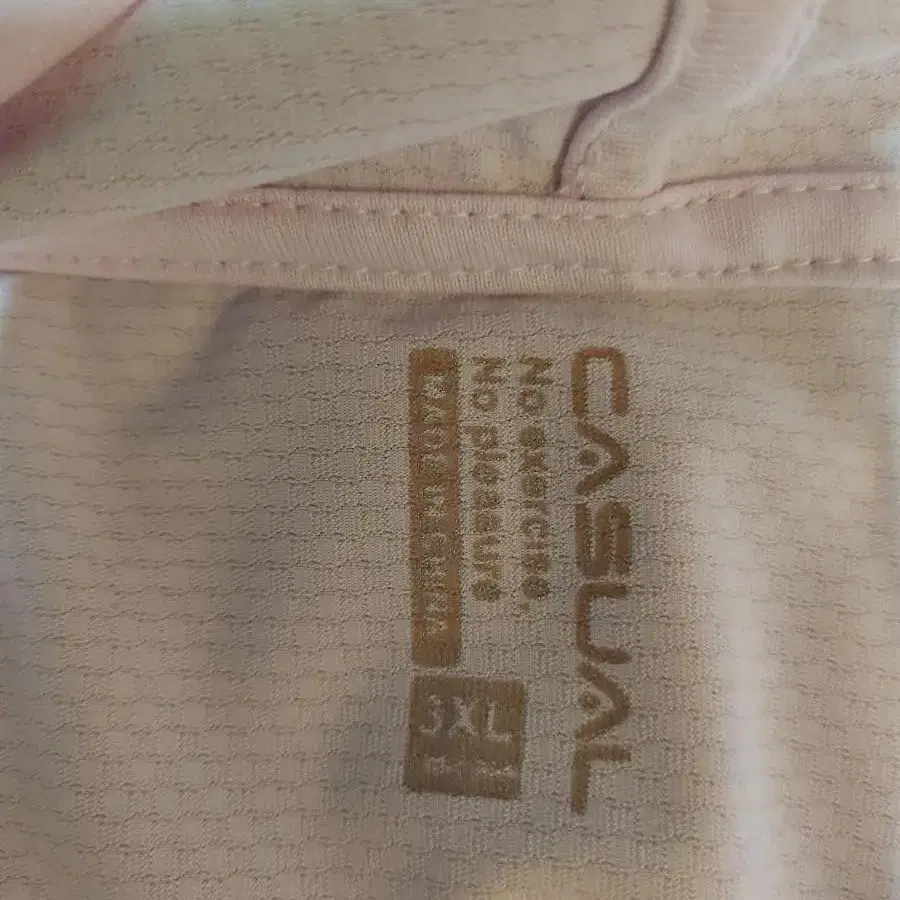 CASUAL
No exercise,
No pleasure
MADE IN CHINA
3XL